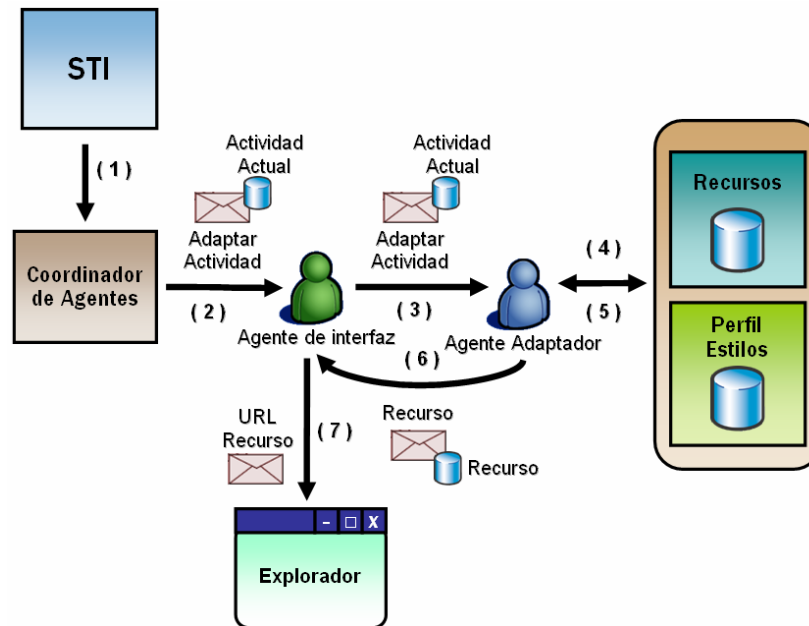 STI
( 1 )
Coordinador
de Agentes
Actividad
Actual
Adaptar
Actividad
( 2 )
Agente de interfaz
Actividad
Actual
Adaptar
Actividad
( 3 )
Agente Adaptador
( 4 )
( 5 )
Recursos
Perfil
Estilos
( 6 )
Recurso
Recurso
URL
Recurso
( 7 )
– □ X
Explorador